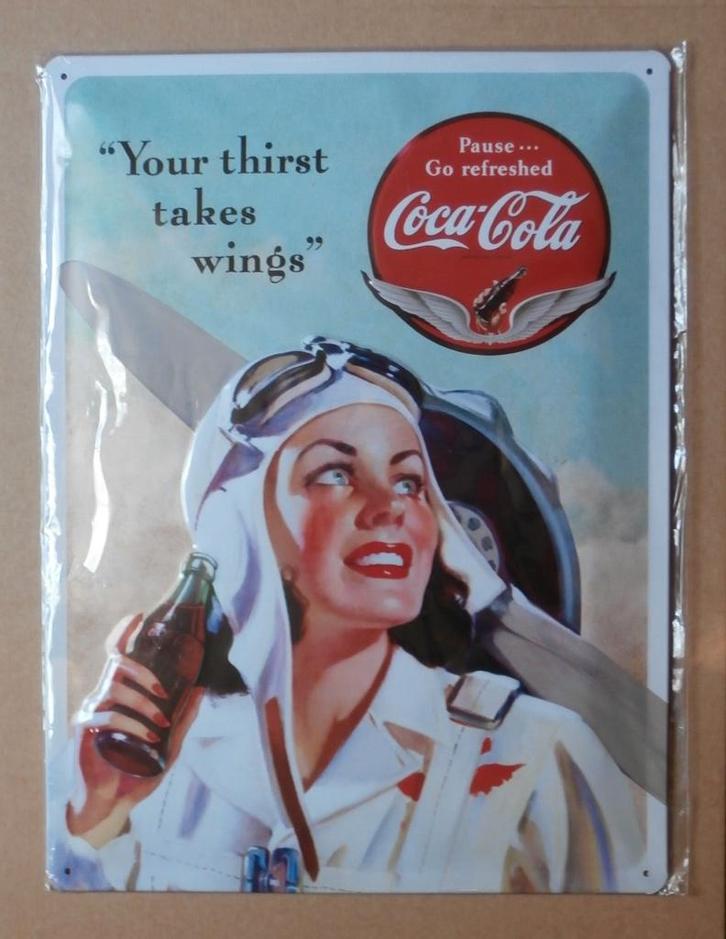 “Your thirst
takes
wings”
Pause...
Go refreshed
Coca-Cola